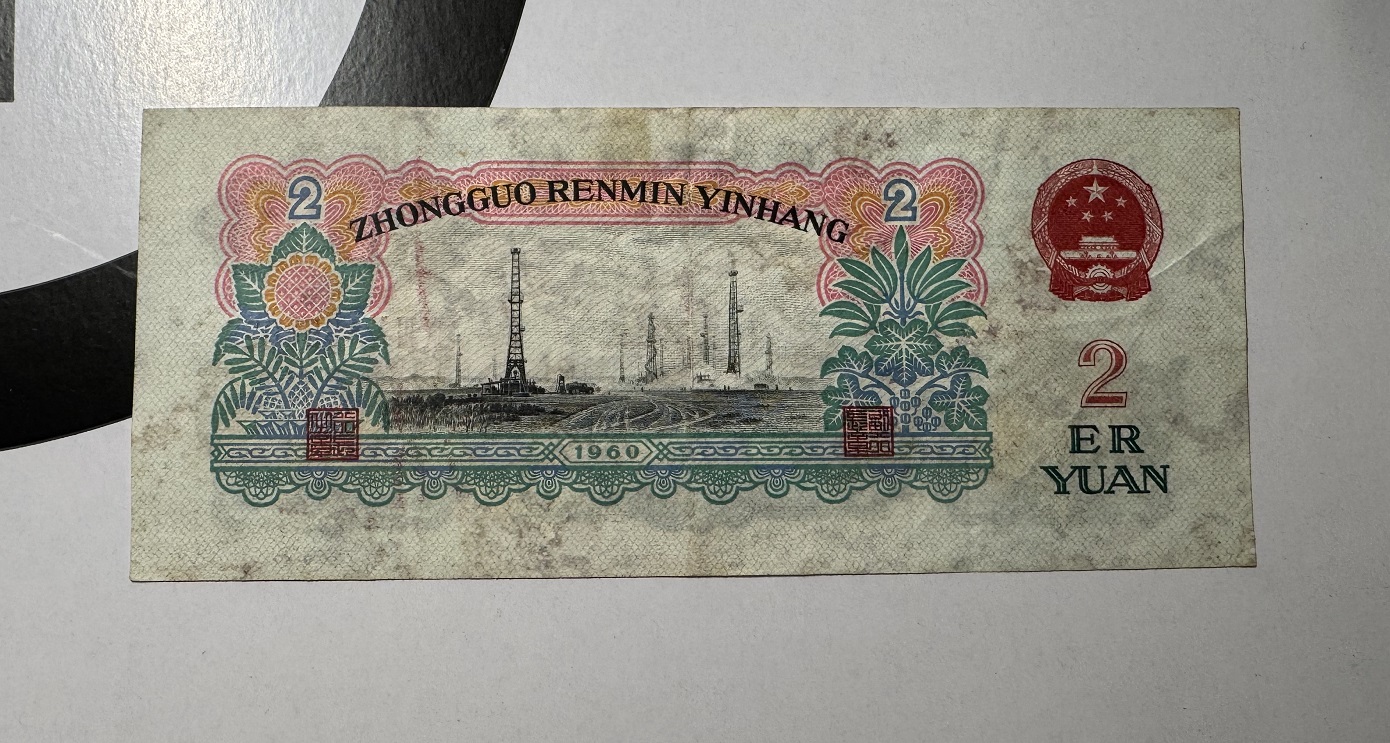 2
ZHONGGUO RENMIN YINHANG
2
1960
2
ER
YUAN